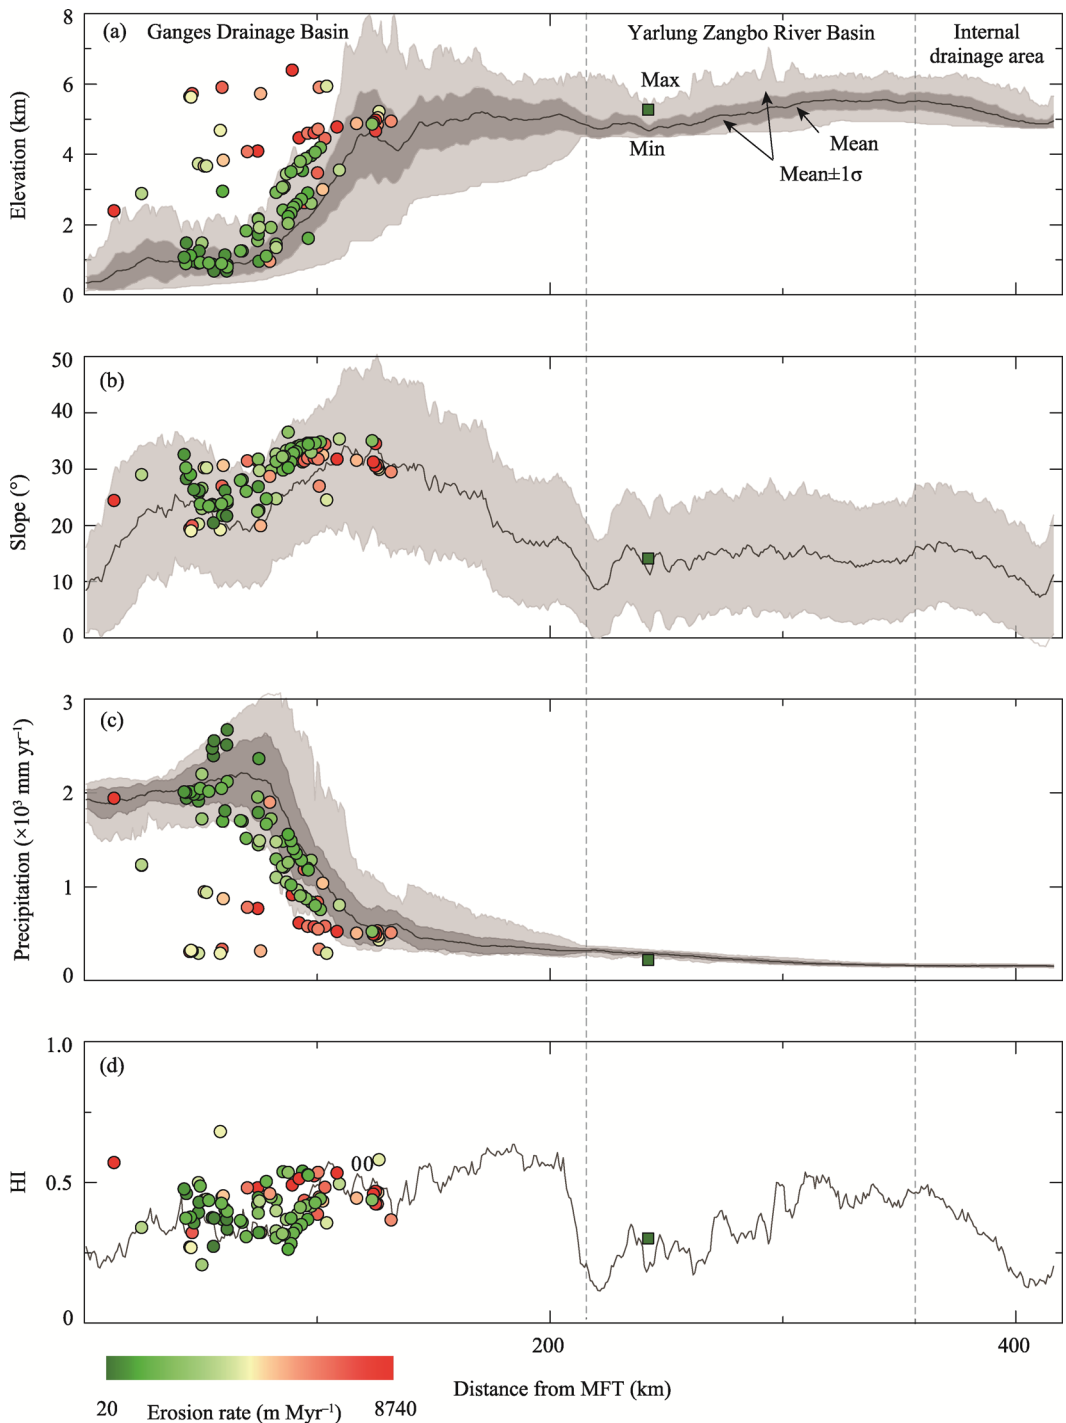 8
(a)
Ganges Drainage Basin
Yarlung Zangbo River Basin
Internal
drainage area
6
4
2
0
Elevation (km)
Max
Min
Mean
Mean±1σ
50
(b)
40
30
20
10
0
Slope (°)
3
(c)
2
1
0
Precipitation (×10³ mm yr⁻¹)
1.0
(d)
0.5
0
HI
00
200
400
Distance from MFT (km)
20
Erosion rate (m Myr⁻¹)
8740